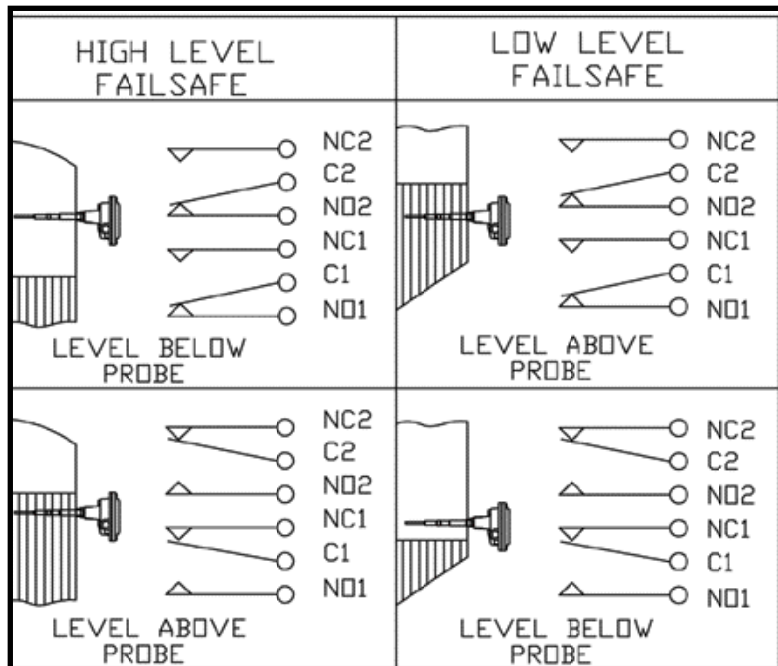 HIGH LEVEL
FAILSAFE
LOW LEVEL
FAILSAFE
NC2
C2
NO2
NC1
C1
NO1
LEVEL BELOW
PROBE
NC2
C2
NO2
NC1
C1
NO1
LEVEL ABOVE
PROBE
NC2
C2
NO2
NC1
C1
NO1
LEVEL ABOVE
PROBE
NC2
C2
NO2
NC1
C1
NO1
LEVEL BELOW
PROBE